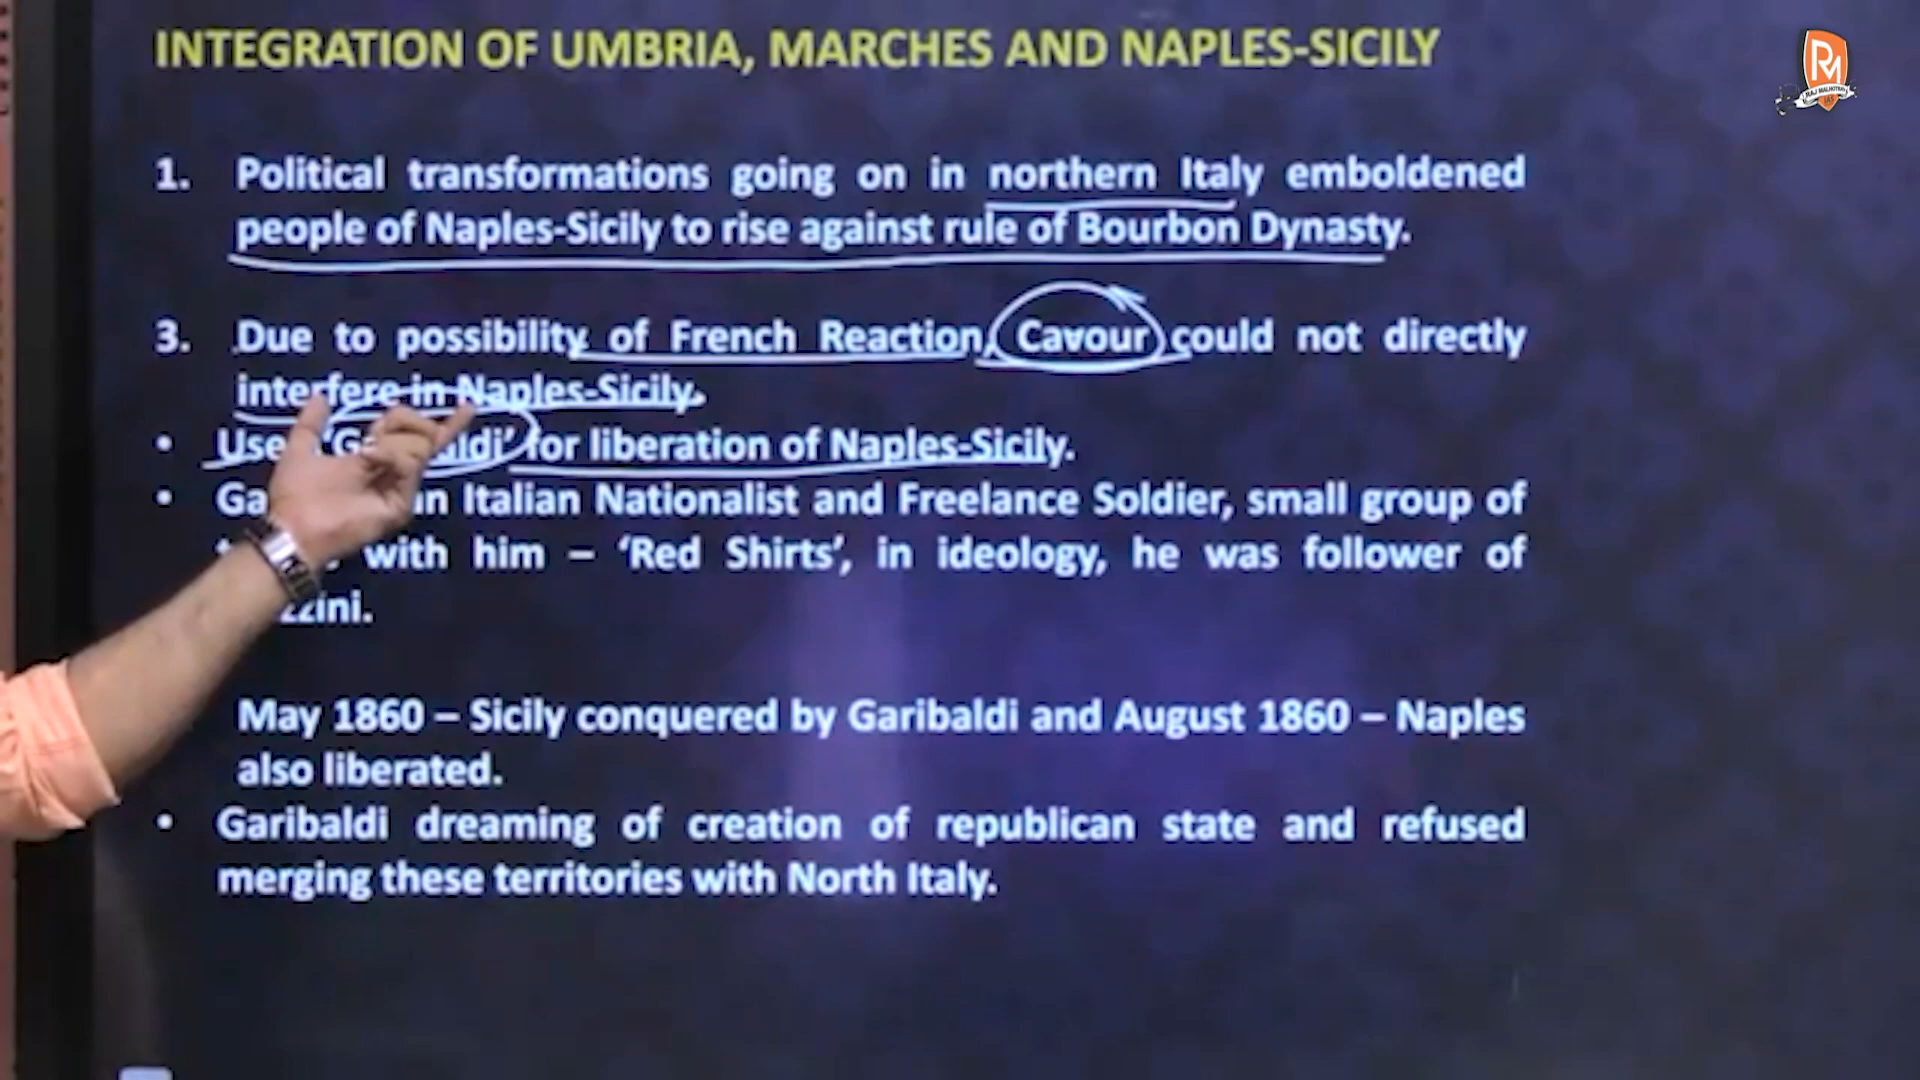 INTEGRATION OF UMBRIA, MARCHES AND NAPLES-SICILY
RM
RAJ MALHOTRA'S
IAS
1. Political transformations going on in northern Italy emboldened
people of Naples-Sicily to rise against rule of Bourbon Dynasty.
3. Due to possibility of French Reaction, Cavour could not directly
interfere in Naples-Sicily.
• for liberation of Naples-Sicily.
• Italian Nationalist and Freelance Soldier, small group of
with him – ‘Red Shirts’, in ideology, he was follower of
May 1860 – Sicily conquered by Garibaldi and August 1860 – Naples
also liberated.
• Garibaldi dreaming of creation of republican state and refused
merging these territories with North Italy.